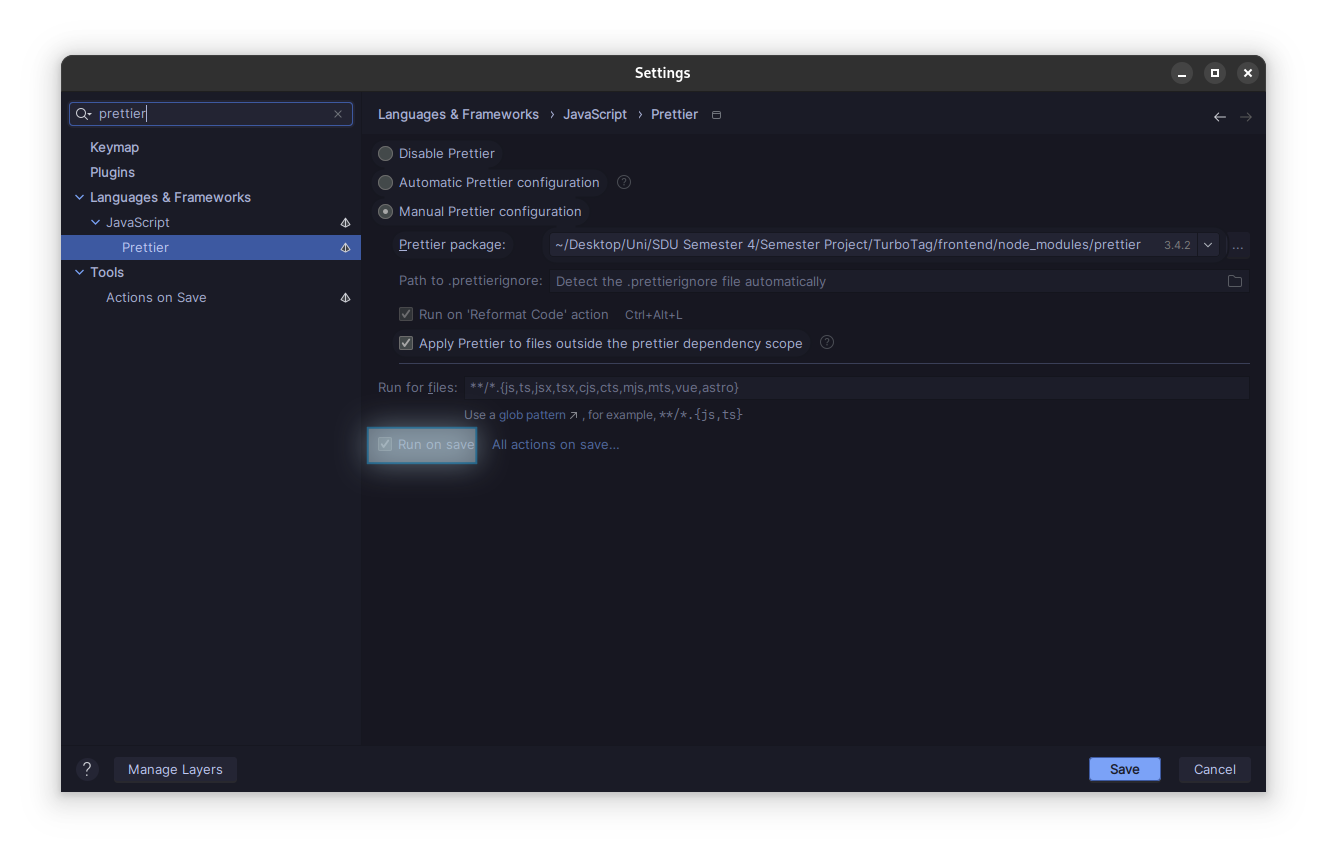 Settings
prettier
Keymap
Plugins
Languages & Frameworks
JavaScript
Prettier
Tools
Actions on Save
Languages & Frameworks › JavaScript › Prettier
Disable Prettier
Automatic Prettier configuration ?
Manual Prettier configuration
Prettier package: ~/Desktop/Uni/SDU Semester 4/Semester Project/TurboTag/frontend/node_modules/prettier 3.4.2 ...
Path to .prettierignore: Detect the .prettierignore file automatically
Run on 'Reformat Code' action Ctrl+Alt+L
Apply Prettier to files outside the prettier dependency scope ?
Run for files: **/*.{js,ts,jsx,tsx,cjs,cts,mjs,mts,vue,astro}
Use a glob pattern ↗ , for example, **/*.{js,ts}
Run on save All actions on save...
? Manage Layers Save Cancel